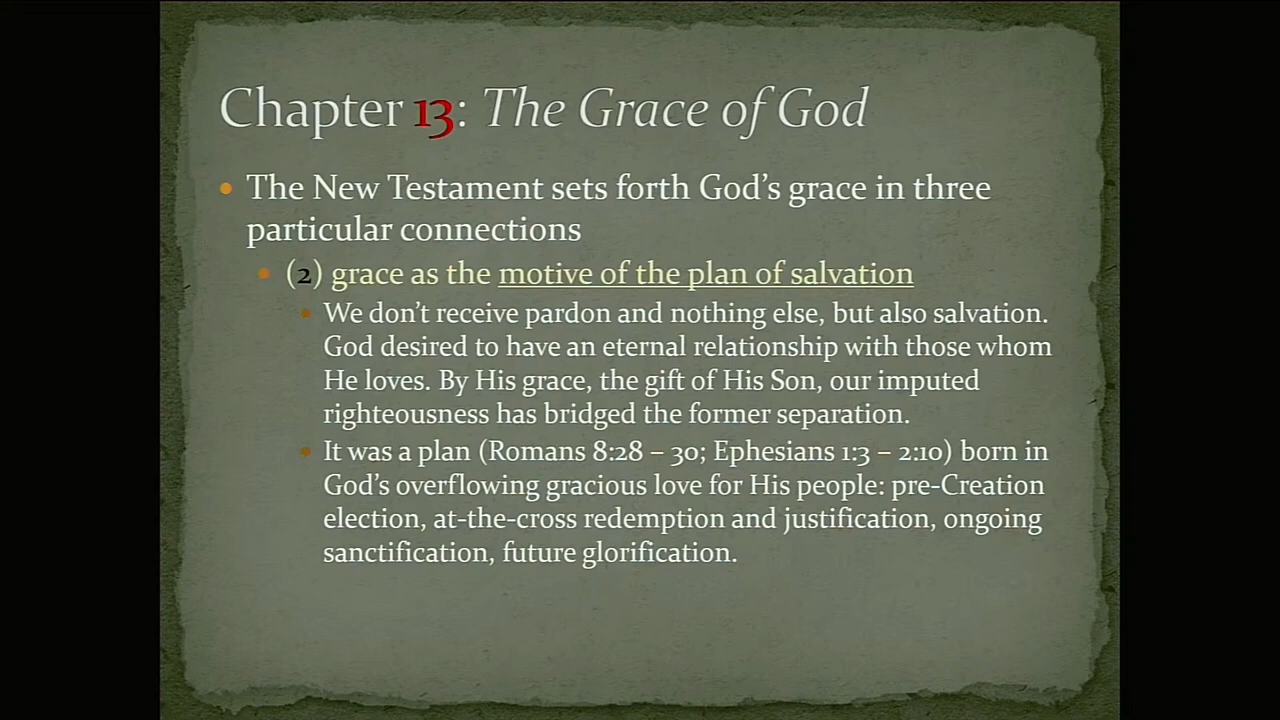 Chapter 13: The Grace of God
The New Testament sets forth God's grace in three
particular connections
(2) grace as the motive of the plan of salvation
We don't receive pardon and nothing else, but also salvation.
God desired to have an eternal relationship with those whom
He loves. By His grace, the gift of His Son, our imputed
righteousness has bridged the former separation.
It was a plan (Romans 8:28 – 30; Ephesians 1:3 – 2:10) born in
God's overflowing gracious love for His people: pre-Creation
election, at-the-cross redemption and justification, ongoing
sanctification, future glorification.